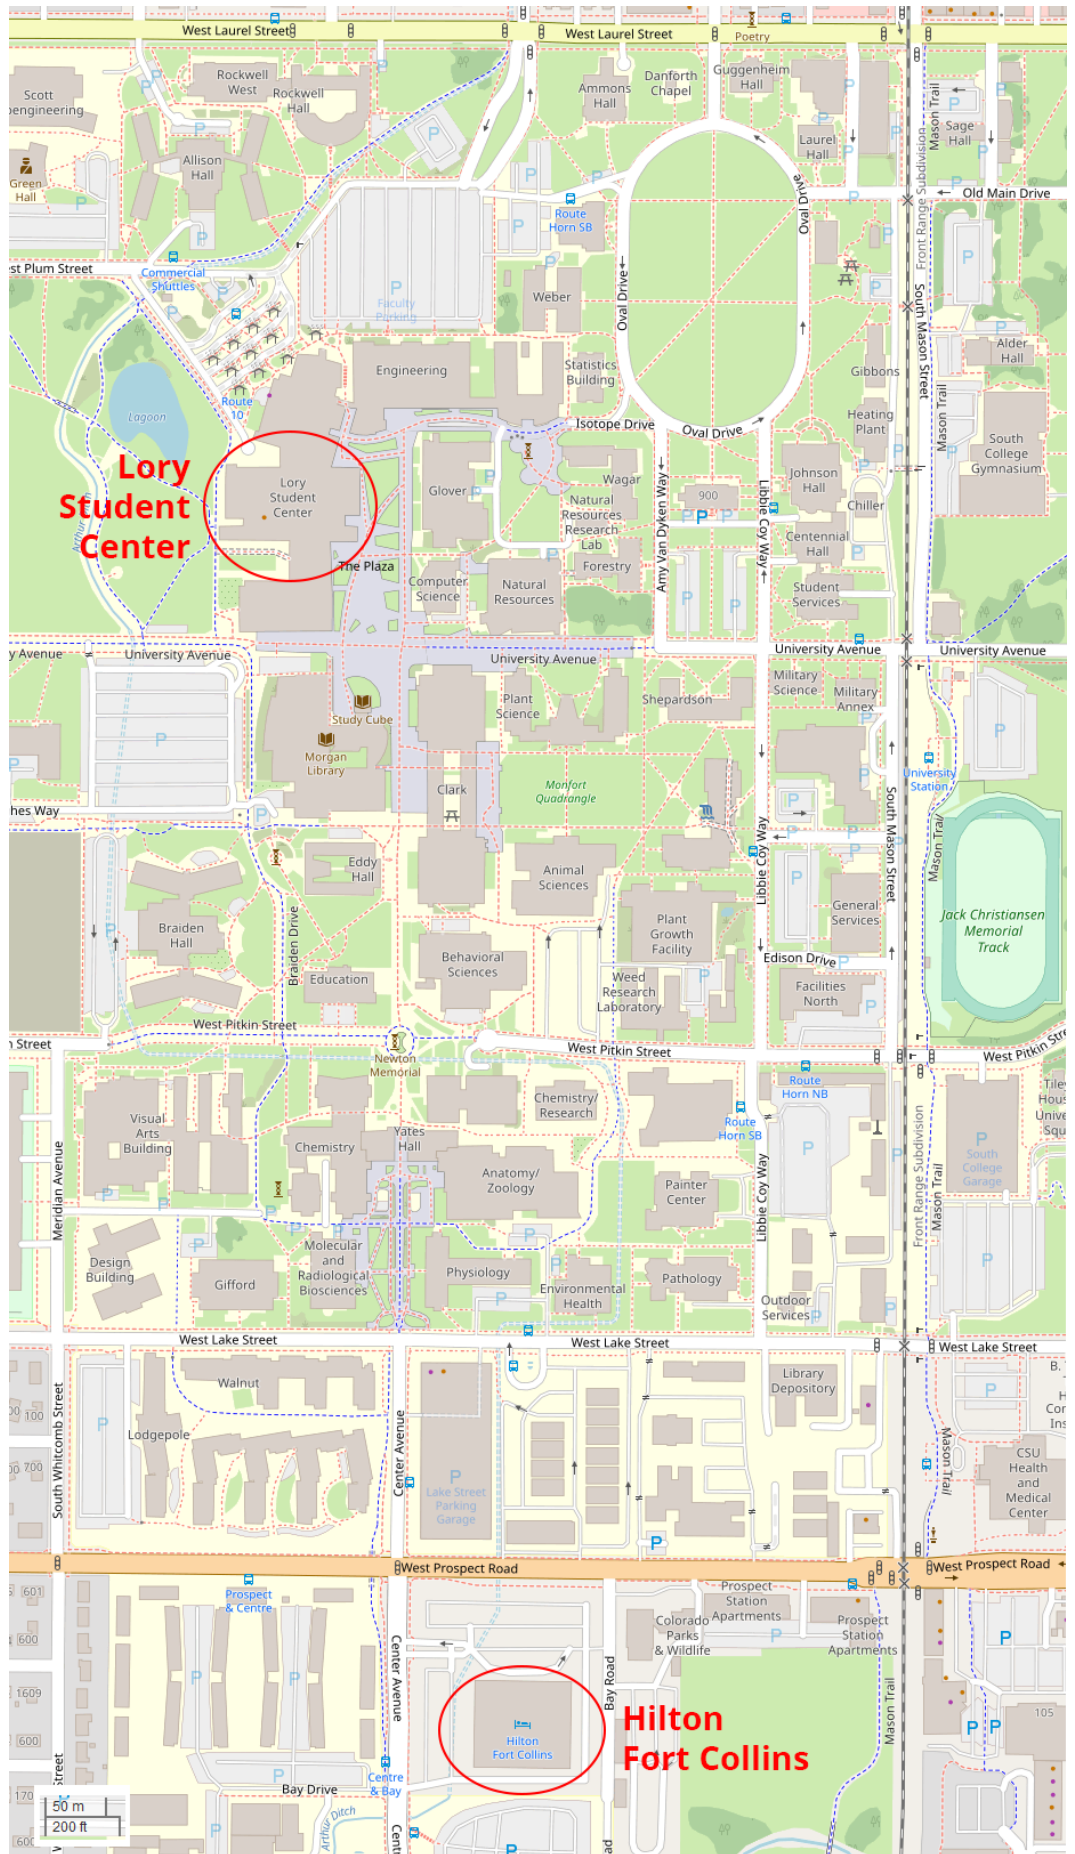 West Laurel Street
West Laurel Street
Poetry
Scott
Rockwell
West
Rockwell
Hall
Ammons
Hall
Danforth
Chapel
Guggenheim
Hall
Laurel
Hall
Mason Trail
Sage
Hall
Green
Hall
Allison
Hall
P
P
P
P
P
Old Main Drive
Front Range Subdivision
Oval Drive
Route
Horn SB
Commercial
Shuttles
est Plum Street
Faculty
Parking
Weber
Oval Drive
South Mason Street
Alder
Hall
Engineering
Statistics
Building
Gibbons
Lagoon
Route
10
Isotope Drive
Oval Drive
Heating
Plant
Mason Trail
South
College
Gymnasium
Lory
Student
Center
Lory
Student
Center
Glover
Wagar
Natural
Resources
Research
Lab
Forestry
900
Amy Van Dyken Way
Libbie Coy Way
Johnson
Hall
Chiller
Centennial
Hall
The Plaza
Computer
Science
Natural
Resources
Student
Services
y Avenue
University Avenue
University Avenue
University Avenue
University Avenue
Study Cube
Morgan
Library
Plant
Science
Shepardson
Military
Science
Military
Annex
University
Station
hes Way
Clark
Monfort
Quadrangle
South Mason Street
Mason Trail
Libbie Coy Way
Eddy
Hall
Animal
Sciences
Braiden
Hall
Braiden Drive
Plant
Growth
Facility
General
Services
Jack Christiansen
Memorial
Track
Behavioral
Sciences
Education
Weed
Research
Laboratory
Edison Drive
Facilities
North
n Street
West Pitkin Street
West Pitkin Street
West Pitkin Stre
Newton
Memorial
Route
Horn NB
Route
Horn SB
Chemistry/
Research
Visual
Arts
Building
Chemistry
Yates
Hall
Anatomy/
Zoology
Painter
Center
Meridian Avenue
Libbie Coy Way
Front Range Subdivision
Mason Trail
South
College
Garage
Design
Building
Gifford
Molecular
and
Radiological
Biosciences
Physiology
Environmental
Health
Pathology
Outdoor
Services
West Lake Street
West Lake Street
West Lake Street
Walnut
Lodgepole
South Whitcomb Street
100
700
Center Avenue
Lake Street
Parking
Garage
Library
Depository
Mason Trail
CSU
Health
and
Medical
Center
West Prospect Road
West Prospect Road
Prospect
& Centre
601
600
1609
600
Prospect
Station
Apartments
Colorado
Parks
& Wildlife
Prospect
Station
Apartments
Center Avenue
Bay Road
Mason Trail
105
Hilton
Fort Collins
Hilton
Fort Collins
Centre
& Bay
Bay Drive
Arthur Ditch
50 m
200 ft